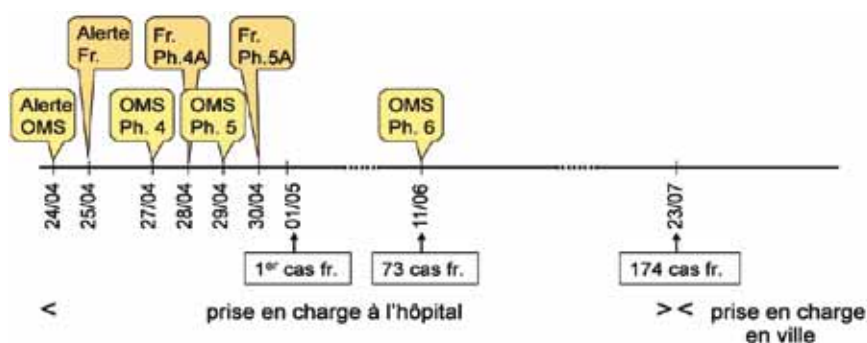 Alerte
Fr.
Fr.
Ph.4A
Fr.
Ph.5A
Alerte
OMS
OMS
Ph. 4
OMS
Ph. 5
OMS
Ph. 6
24/04
25/04
27/04
28/04
29/04
30/04
01/05
11/06
23/07
1er cas fr.
73 cas fr.
174 cas fr.
< prise en charge à l'hôpital > < prise en charge
en ville